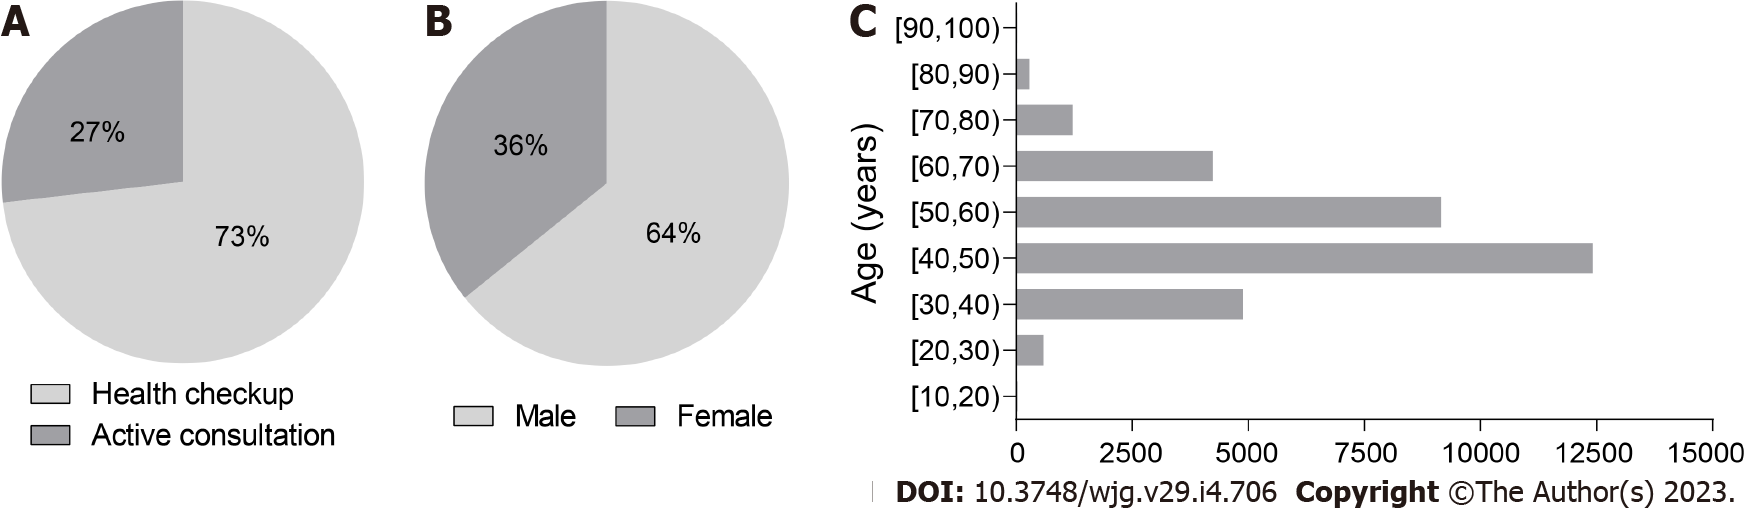 A
27%
73%
Health checkup
Active consultation
B
36%
64%
Male
Female
C
Age (years)
[90,100)
[80,90)
[70,80)
[60,70)
[50,60)
[40,50)
[30,40)
[20,30)
[10,20)
0 2500 5000 7500 10000 12500 15000
DOI: 10.3748/wjg.v29.i4.706 Copyright ©The Author(s) 2023.